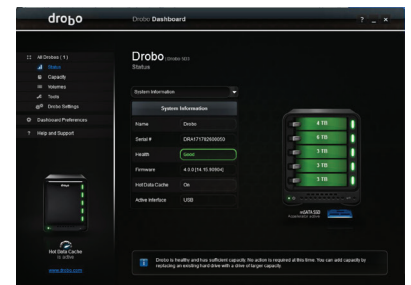 drobo
Drobo Dashboard
? _ ×
All Drobos ( 1 )
Status
Capacity
Volumes
Tools
Drobo Settings
Dashboard Preferences
? Help and Support
Drobo
Status
System Information
System Information
Name Drobo
Serial #
Health Good
Firmware
Hot Data Cache On
Active Interface USB
4 TB
6 TB
3 TB
3 TB
3 TB
mSATA SSD
Hot Data Cache
is active
www.drobo.com
Drobo is healthy and has sufficient capacity. No action is required at this time. You can add capacity by
replacing an existing hard drive with a drive of larger capacity.